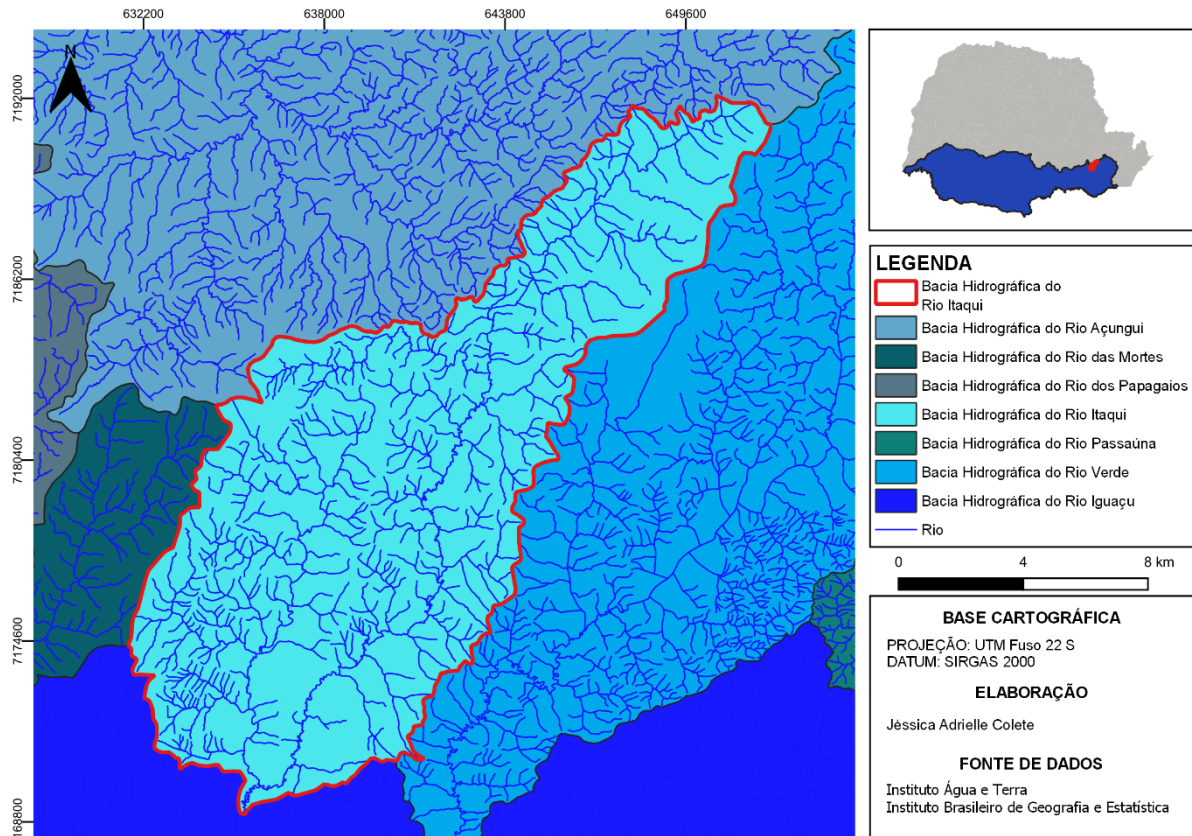 632200
638000
643800
649600
N
7192000
7186200
7180400
7174600
168800
LEGENDA
Bacia Hidrográfica do
Rio Itaqui
Bacia Hidrográfica do Rio Açungui
Bacia Hidrográfica do Rio das Mortes
Bacia Hidrográfica do Rio dos Papagaios
Bacia Hidrográfica do Rio Itaqui
Bacia Hidrográfica do Rio Passaúna
Bacia Hidrográfica do Rio Verde
Bacia Hidrográfica do Rio Iguaçu
Rio
0 4 8 km
BASE CARTOGRÁFICA
PROJEÇÃO: UTM Fuso 22 S
DATUM: SIRGAS 2000
ELABORAÇÃO
Jéssica Adrielle Colete
FONTE DE DADOS
Instituto Água e Terra
Instituto Brasileiro de Geografia e Estatística